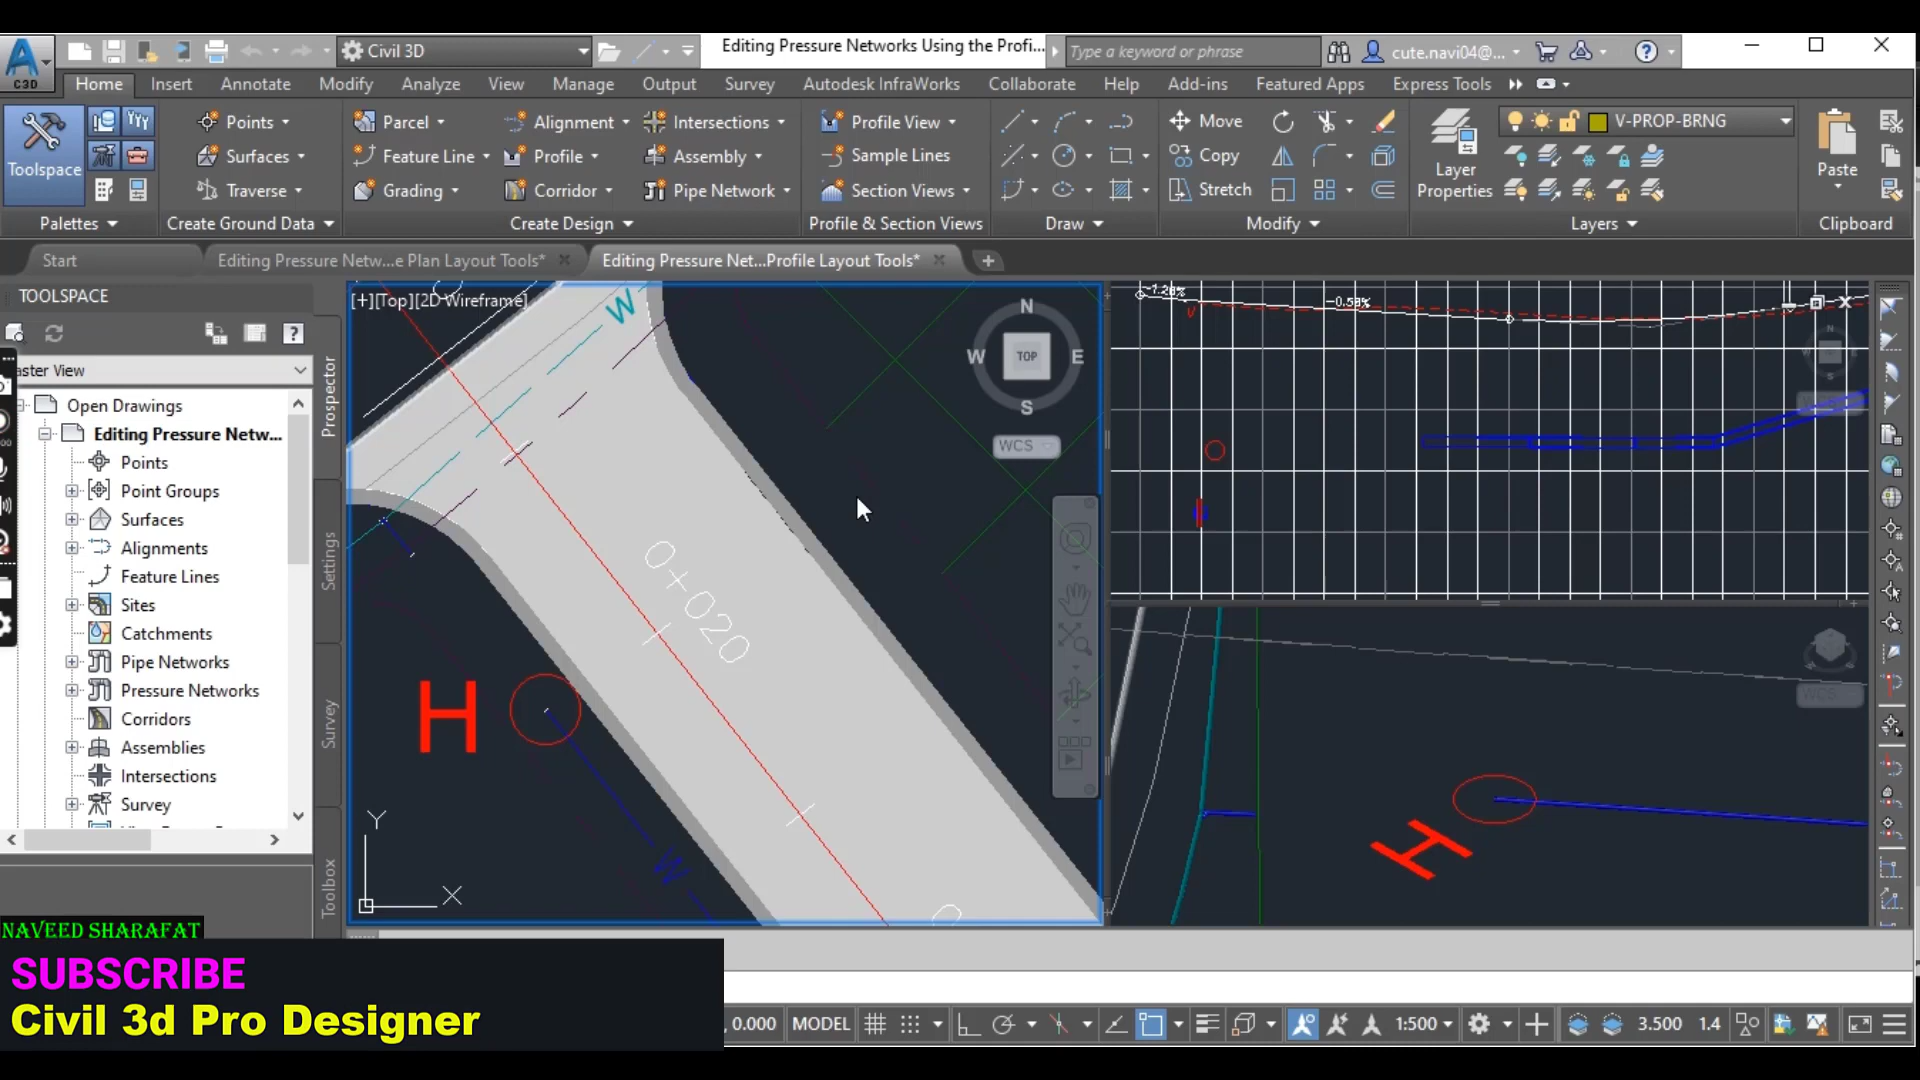 Civil 3D
Editing Pressure Networks Using the Profi...
Type a keyword or phrase
cute.navi04@...
C3D
Home
Insert
Annotate
Modify
Analyze
View
Manage
Output
Survey
Autodesk InfraWorks
Collaborate
Help
Add-ins
Featured Apps
Express Tools
Toolspace
Points
Surfaces
Traverse
Parcel
Feature Line
Grading
Alignment
Profile
Corridor
Intersections
Assembly
Pipe Network
Profile View
Sample Lines
Section Views
Move
Copy
Stretch
Layer
Properties
V-PROP-BRNG
Paste
Palettes
Create Ground Data
Create Design
Profile & Section Views
Draw
Modify
Layers
Clipboard
Start
Editing Pressure Netw...e Plan Layout Tools*
Editing Pressure Net...Profile Layout Tools*
TOOLSPACE
aster View
Open Drawings
Editing Pressure Netw...
Points
Point Groups
Surfaces
Alignments
Feature Lines
Sites
Catchments
Pipe Networks
Pressure Networks
Corridors
Assemblies
Intersections
Survey
Prospector
Settings
Survey
Toolbox
[+][Top][2D Wireframe]
W
N
W
TOP
E
S
WCS
0+020
H
W
Y
X
-1.28%
-0.58%
WCS
H
NAVEED SHARAFAT
SUBSCRIBE
Civil 3d Pro Designer
, 0.000
MODEL
1:500
3.500
1.4